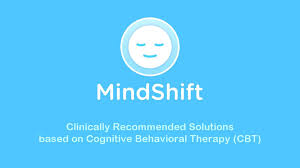 MindShift
Clinically Recommended Solutions
based on Cognitive Behavioral Therapy (CBT)